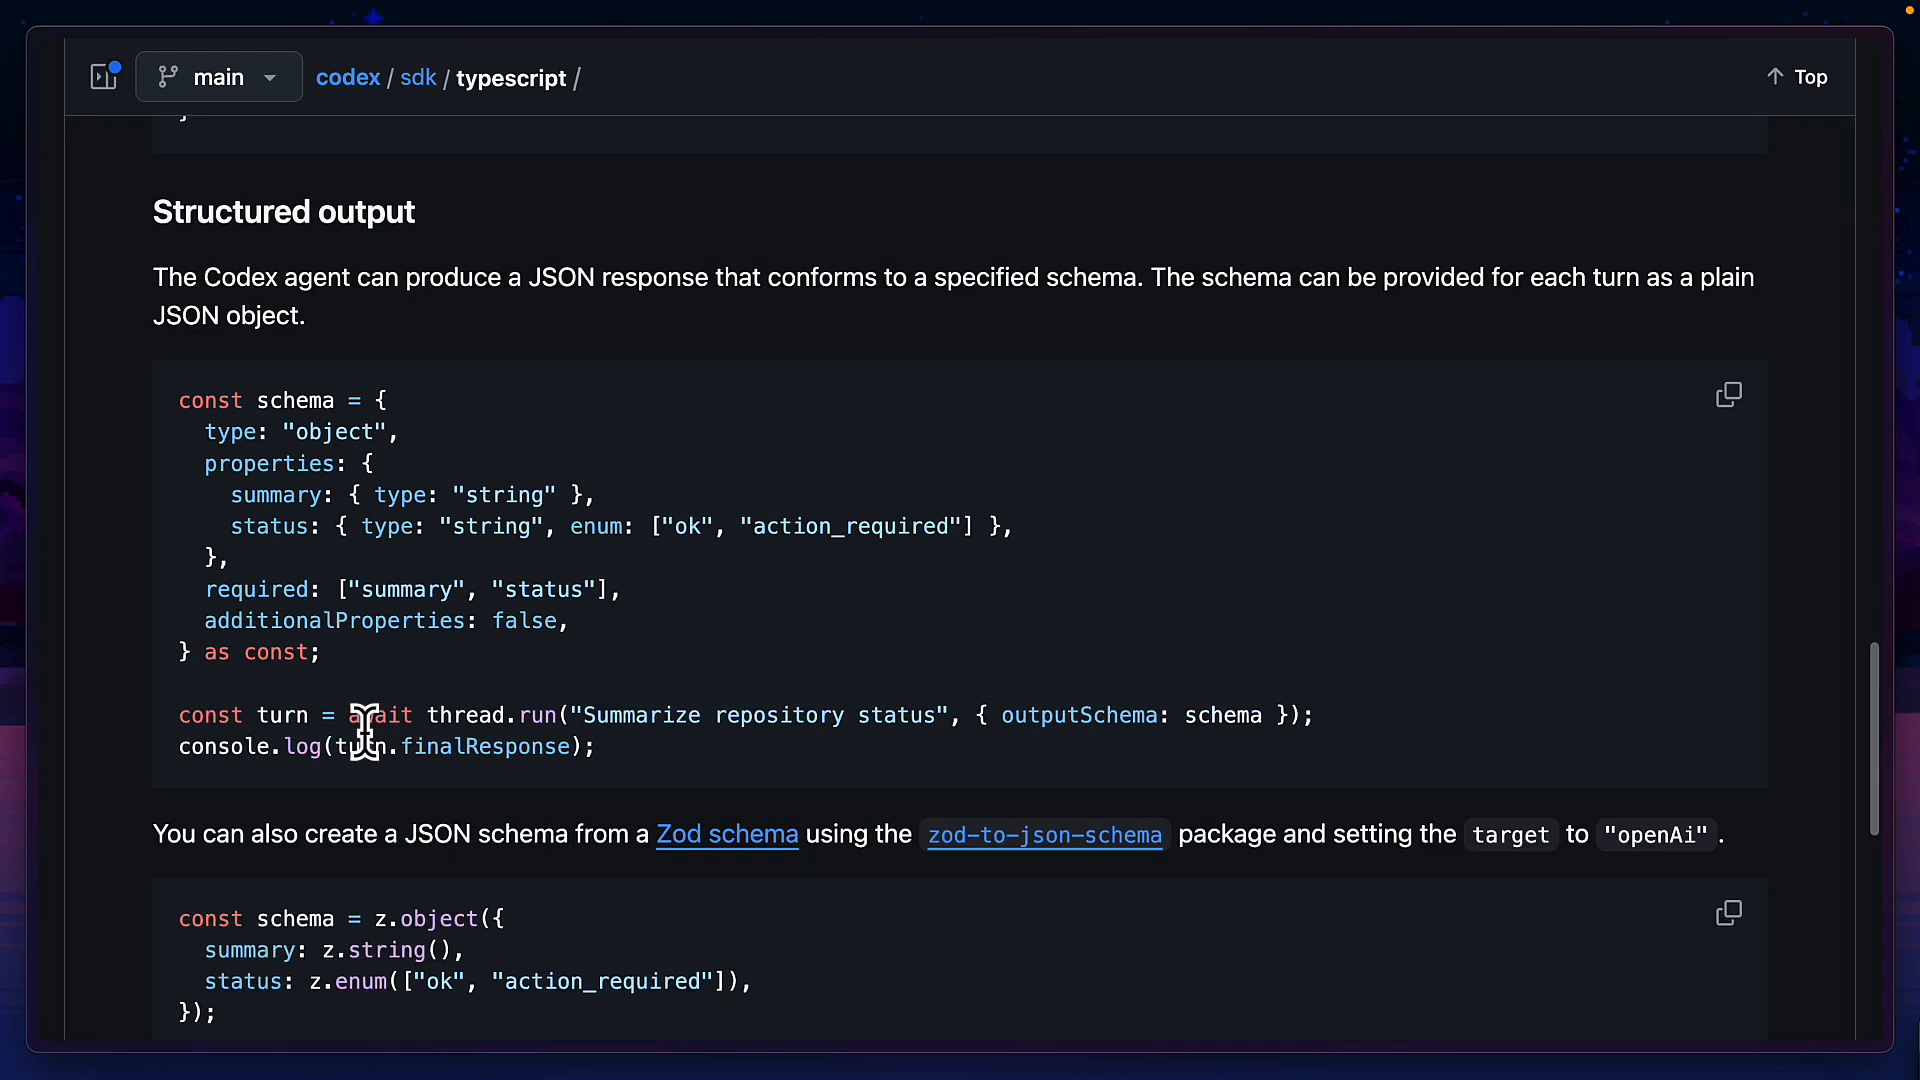 main
codex / sdk / typescript /
Top
}
Structured output
The Codex agent can produce a JSON response that conforms to a specified schema. The schema can be provided for each turn as a plain
JSON object.
const schema = {
  type: "object",
  properties: {
    summary: { type: "string" },
    status: { type: "string", enum: ["ok", "action_required"] },
  },
  required: ["summary", "status"],
  additionalProperties: false,
} as const;
const turn = await thread.run("Summarize repository status", { outputSchema: schema });
console.log(turn.finalResponse);
You can also create a JSON schema from a Zod schema using the zod-to-json-schema package and setting the target to "openAi".
const schema = z.object({
  summary: z.string(),
  status: z.enum(["ok", "action_required"]),
});